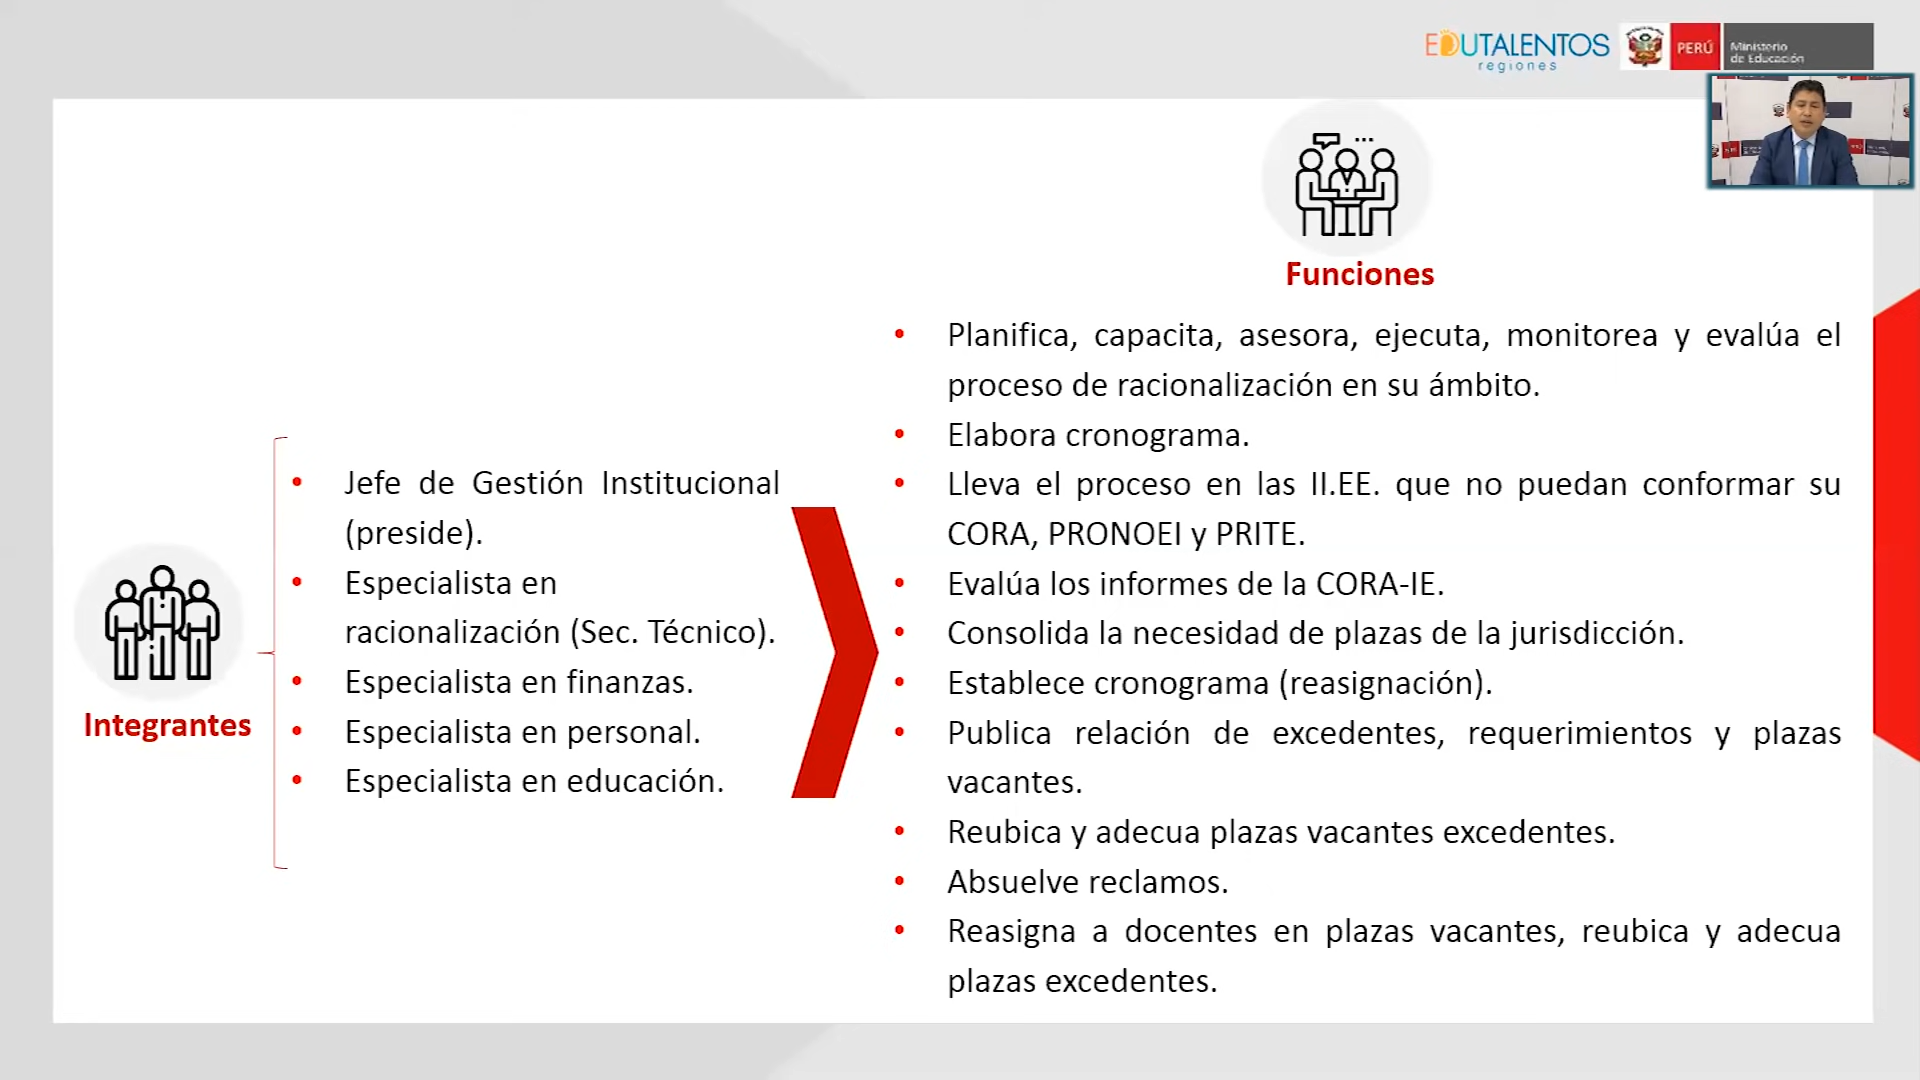 EDUTALENTOS
regiones
PERÚ
Ministerio
de Educación
Funciones
• Planifica, capacita, asesora, ejecuta, monitorea y evalúa el
proceso de racionalización en su ámbito.
• Elabora cronograma.
• Lleva el proceso en las II.EE. que no puedan conformar su
CORA, PRONOEI y PRITE.
• Evalúa los informes de la CORA-IE.
• Consolida la necesidad de plazas de la jurisdicción.
• Establece cronograma (reasignación).
• Publica relación de excedentes, requerimientos y plazas
vacantes.
• Reubica y adecua plazas vacantes excedentes.
• Absuelve reclamos.
• Reasigna a docentes en plazas vacantes, reubica y adecua
plazas excedentes.
Integrantes
• Jefe de Gestión Institucional
(preside).
• Especialista en
racionalización (Sec. Técnico).
• Especialista en finanzas.
• Especialista en personal.
• Especialista en educación.